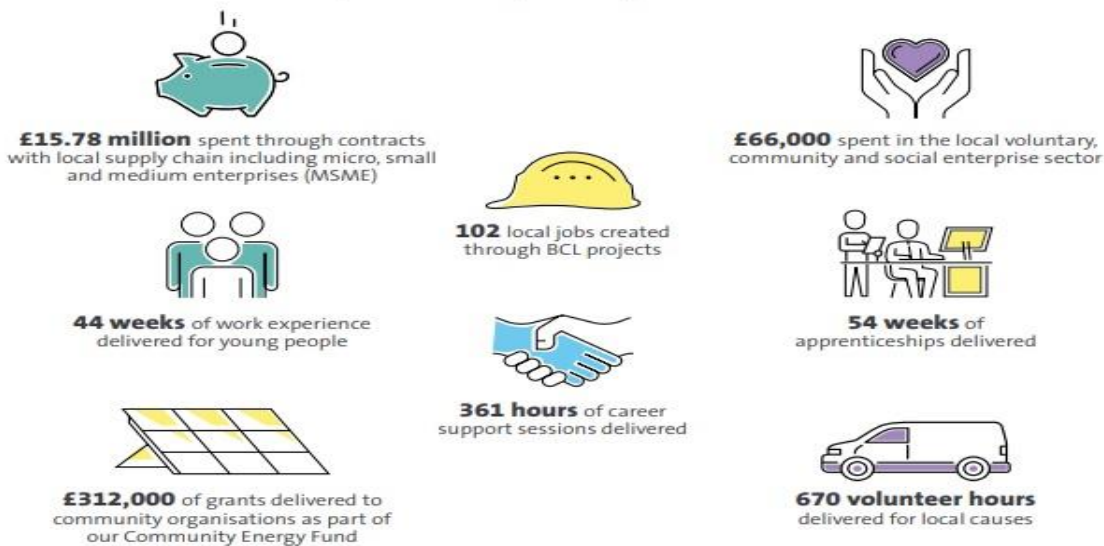 £15.78 million spent through contracts
with local supply chain including micro, small
and medium enterprises (MSME)
£66,000 spent in the local voluntary,
community and social enterprise sector
102 local jobs created
through BCL projects
44 weeks of work experience
delivered for young people
54 weeks of
apprenticeships delivered
361 hours of career
support sessions delivered
£312,000 of grants delivered to
community organisations as part of
our Community Energy Fund
670 volunteer hours
delivered for local causes